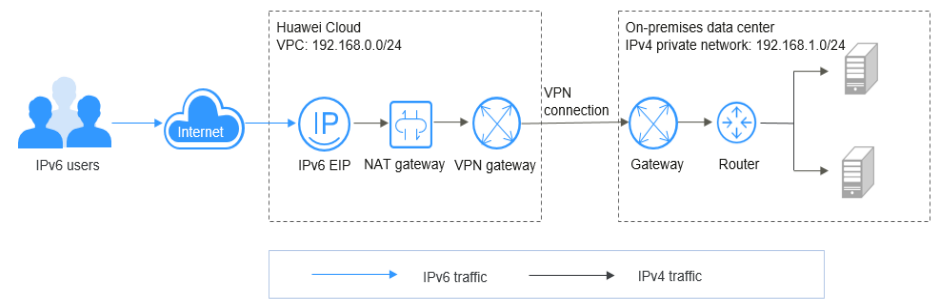 Huawei Cloud
VPC: 192.168.0.0/24
On-premises data center
IPv4 private network: 192.168.1.0/24
VPN
connection
Internet
IP
IPv6 users
IPv6 EIP
NAT gateway
VPN gateway
Gateway
Router
IPv6 traffic
IPv4 traffic